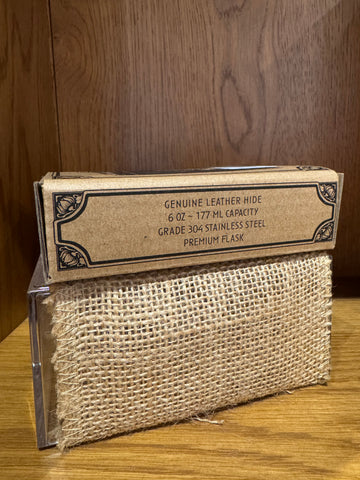 GENUINE LEATHER HIDE
6 OZ ~ 177 ML CAPACITY
GRADE 304 STAINLESS STEEL
PREMIUM FLASK